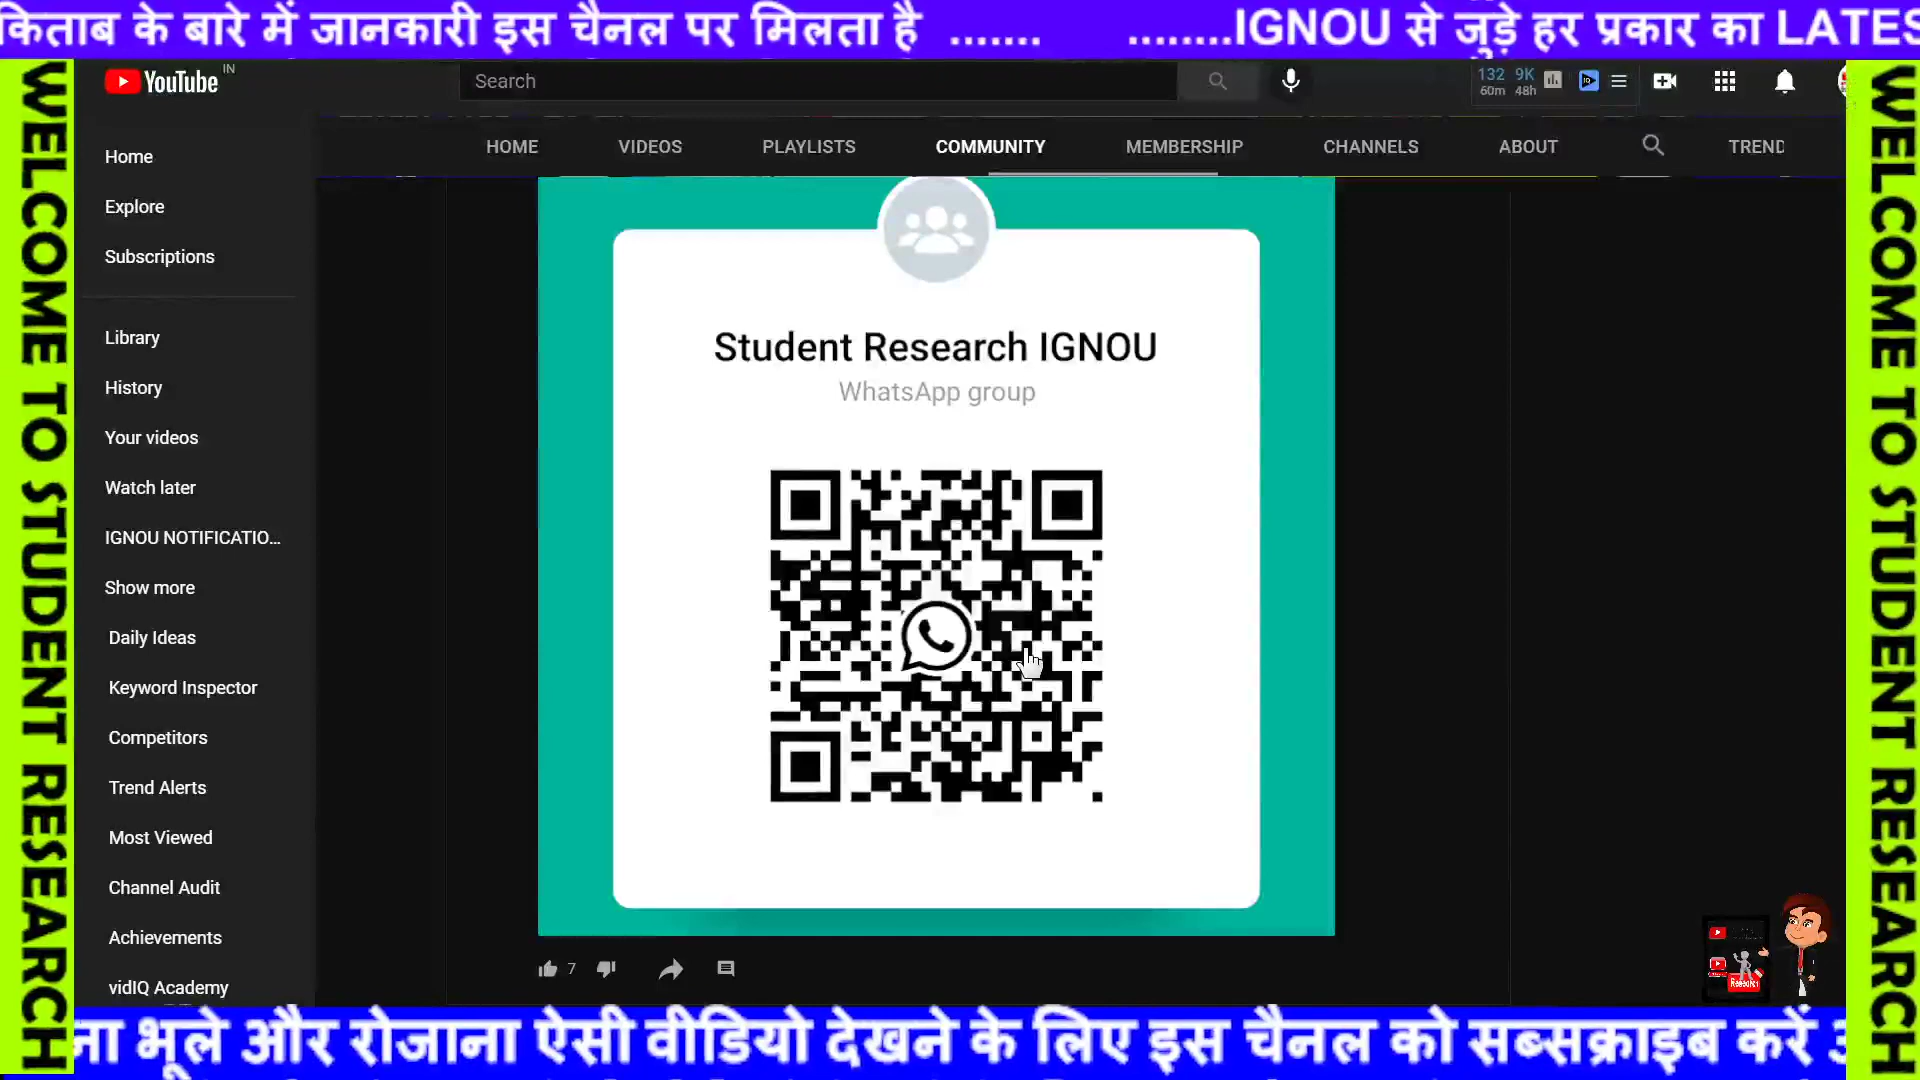 किताब के बारे में जानकारी इस चैनल पर मिलता है ....... ........IGNOU से जुड़े हर प्रकार का LATES
WELCOME TO STUDENT RESEARCH
YouTube IN
Search
132 9K
60m 48h
HOME VIDEOS PLAYLISTS COMMUNITY MEMBERSHIP CHANNELS ABOUT TREND
Home
Explore
Subscriptions
Library
History
Your videos
Watch later
IGNOU NOTIFICATIO...
Show more
Daily Ideas
Keyword Inspector
Competitors
Trend Alerts
Most Viewed
Channel Audit
Achievements
vidIQ Academy
Student Research IGNOU
WhatsApp group
7
Research
WELCOME TO STUDENT RESEARCH
ना भूले और रोजाना ऐसी वीडियो देखने के लिए इस चैनल को सब्सक्राइब करें